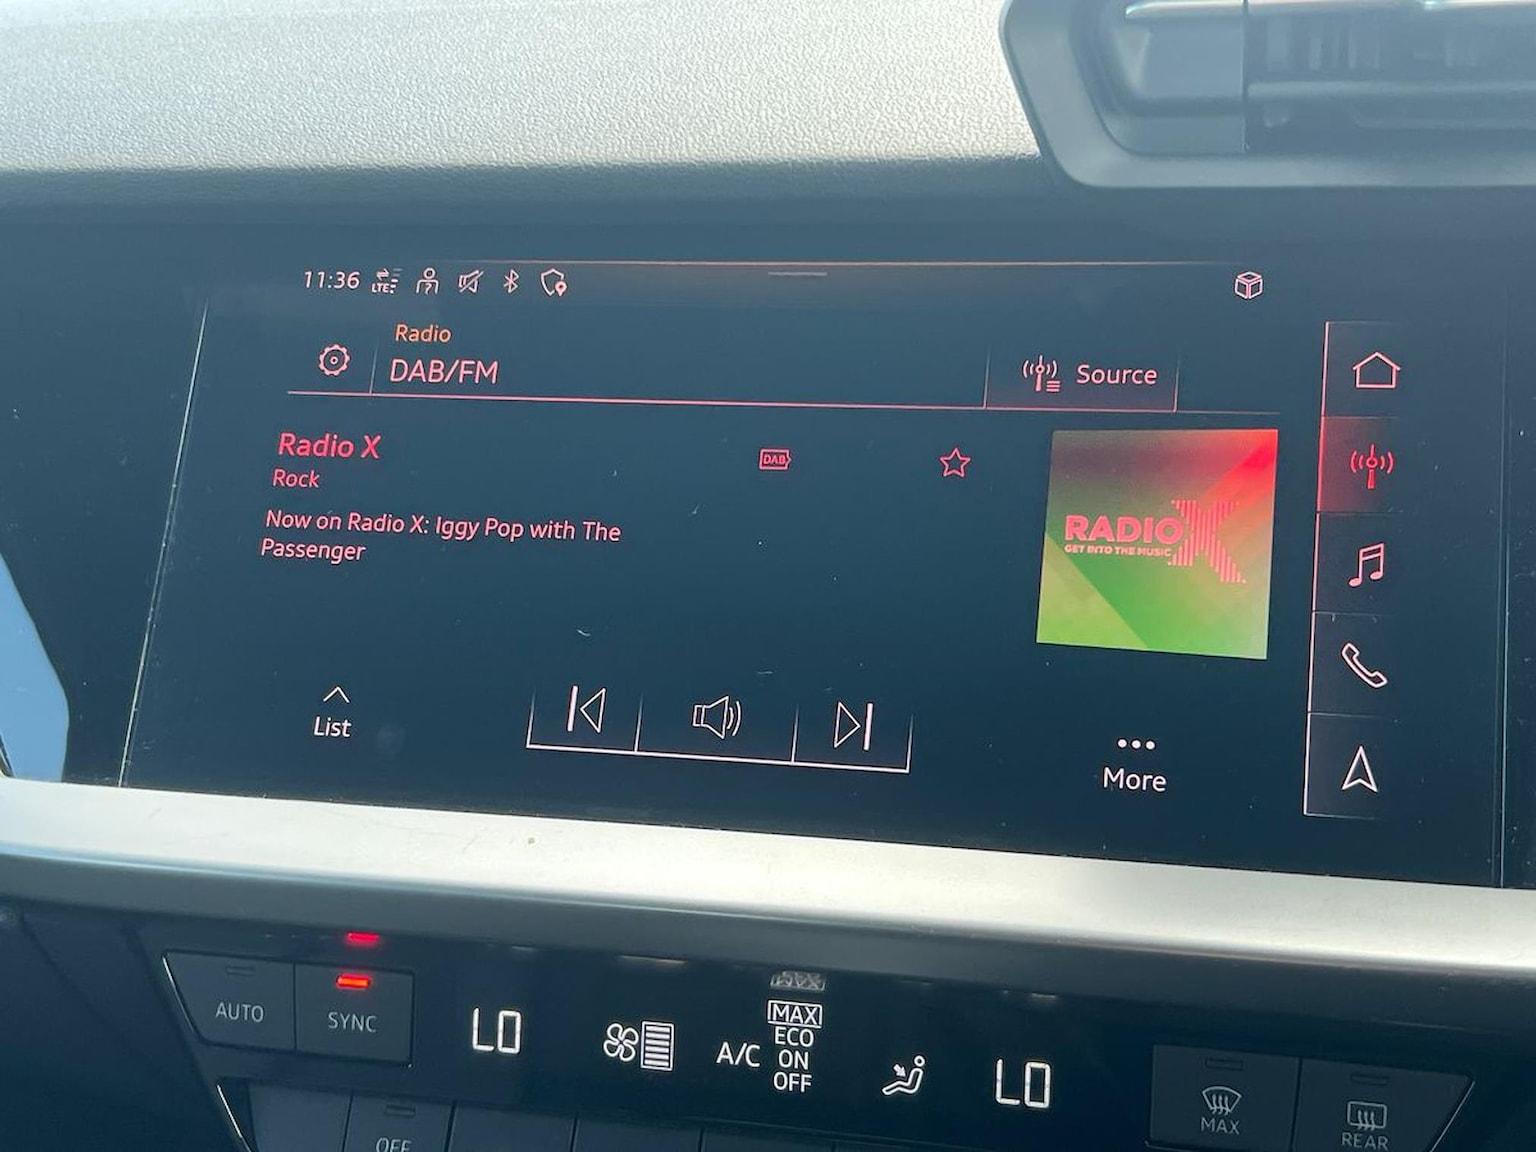 11:36
LTE
Radio
DAB/FM
Source
Radio X
DAB
Rock
Now on Radio X: Iggy Pop with The
Passenger
RADIO X
GET INTO THE MUSIC
List
More
AUTO
SYNC
LO
A/C
MAX
ECO
ON
OFF
LO
MAX
REAR
OFF